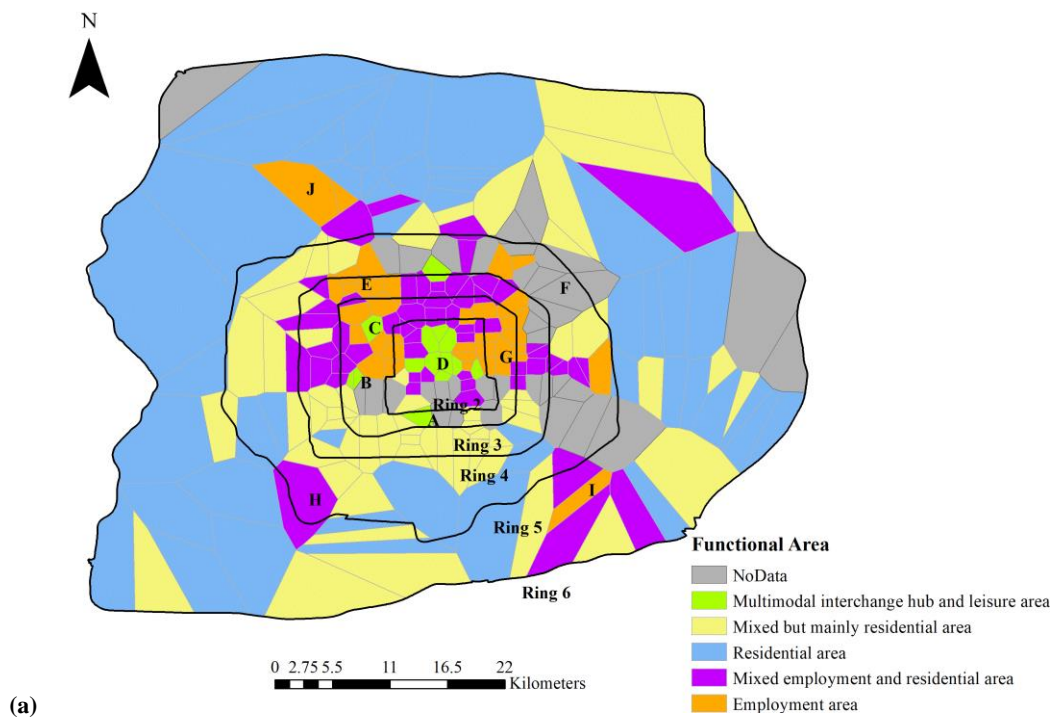 N
J
E
F
C
D
G
B
Ring 2
A
Ring 3
Ring 4
H
I
Ring 5
Ring 6
Functional Area
NoData
Multimodal interchange hub and leisure area
Mixed but mainly residential area
Residential area
Mixed employment and residential area
Employment area
0 2.75 5.5 11 16.5 22
Kilometers
(a)